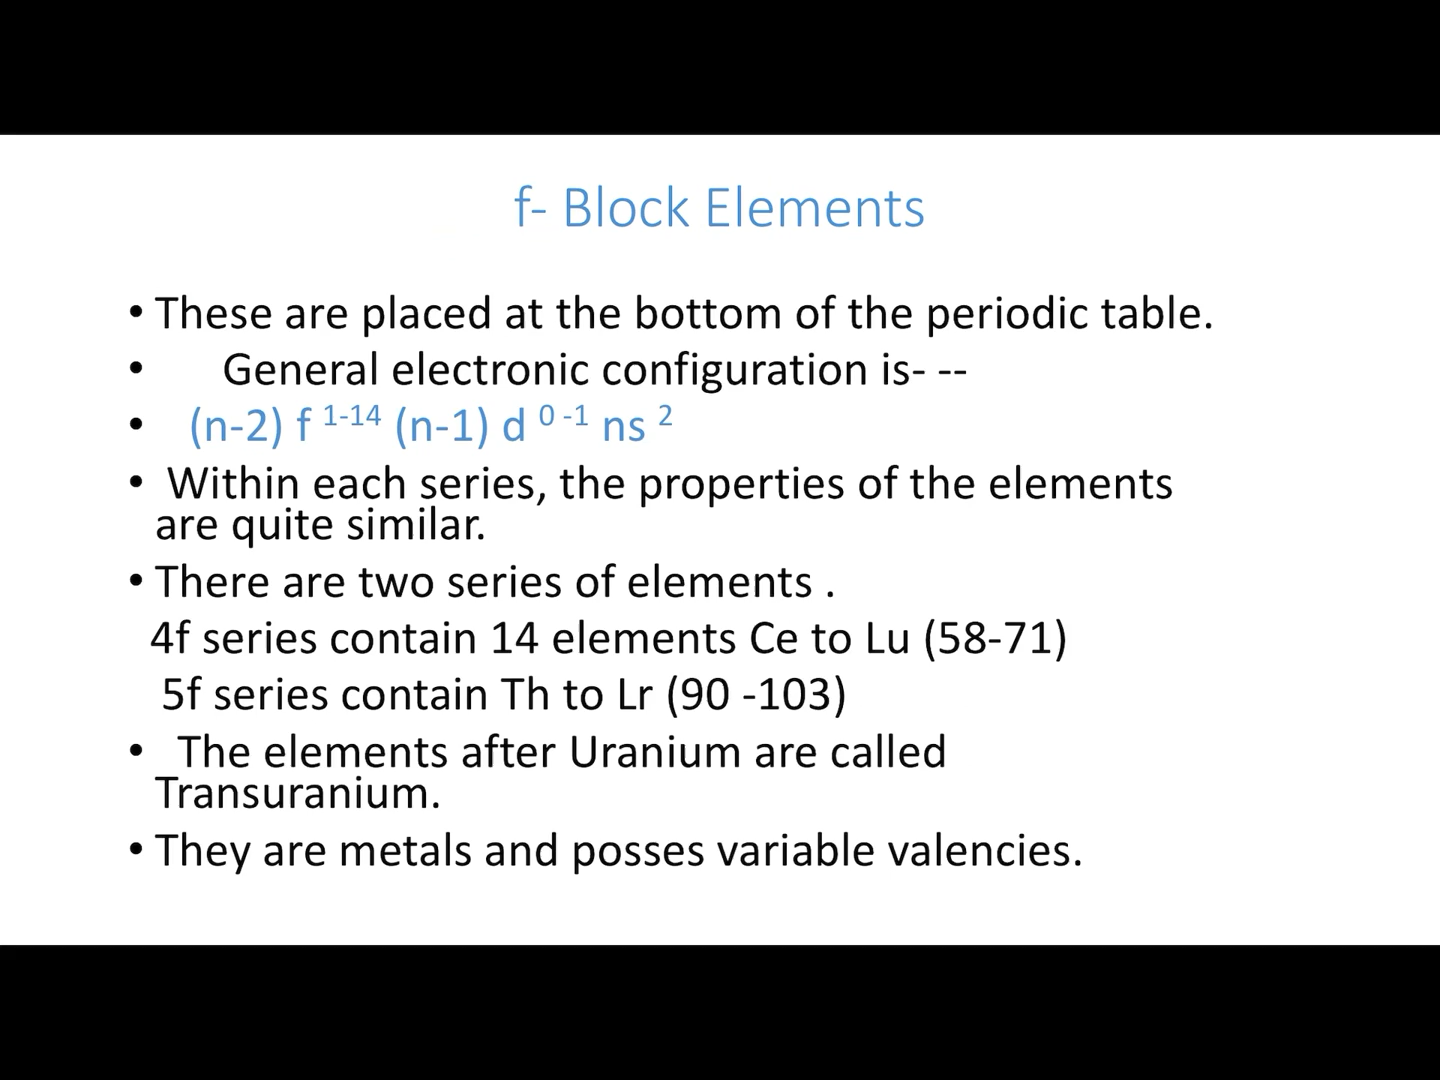 f- Block Elements
• These are placed at the bottom of the periodic table.
• General electronic configuration is- --
• (n-2) f 1-14 (n-1) d 0 -1 ns 2
• Within each series, the properties of the elements
are quite similar.
• There are two series of elements .
4f series contain 14 elements Ce to Lu (58-71)
5f series contain Th to Lr (90 -103)
• The elements after Uranium are called
Transuranium.
• They are metals and posses variable valencies.